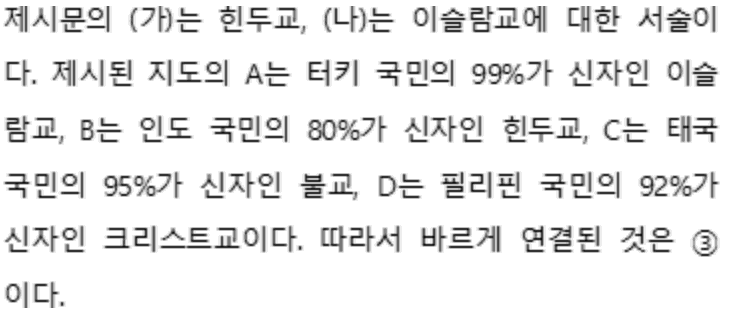 제시문의 (가)는 힌두교, (나)는 이슬람교에 대한 서술이
다. 제시된 지도의 A는 터키 국민의 99%가 신자인 이슬
람교, B는 인도 국민의 80%가 신자인 힌두교, C는 태국
국민의 95%가 신자인 불교, D는 필리핀 국민의 92%가
신자인 크리스트교이다. 따라서 바르게 연결된 것은 ③
이다.